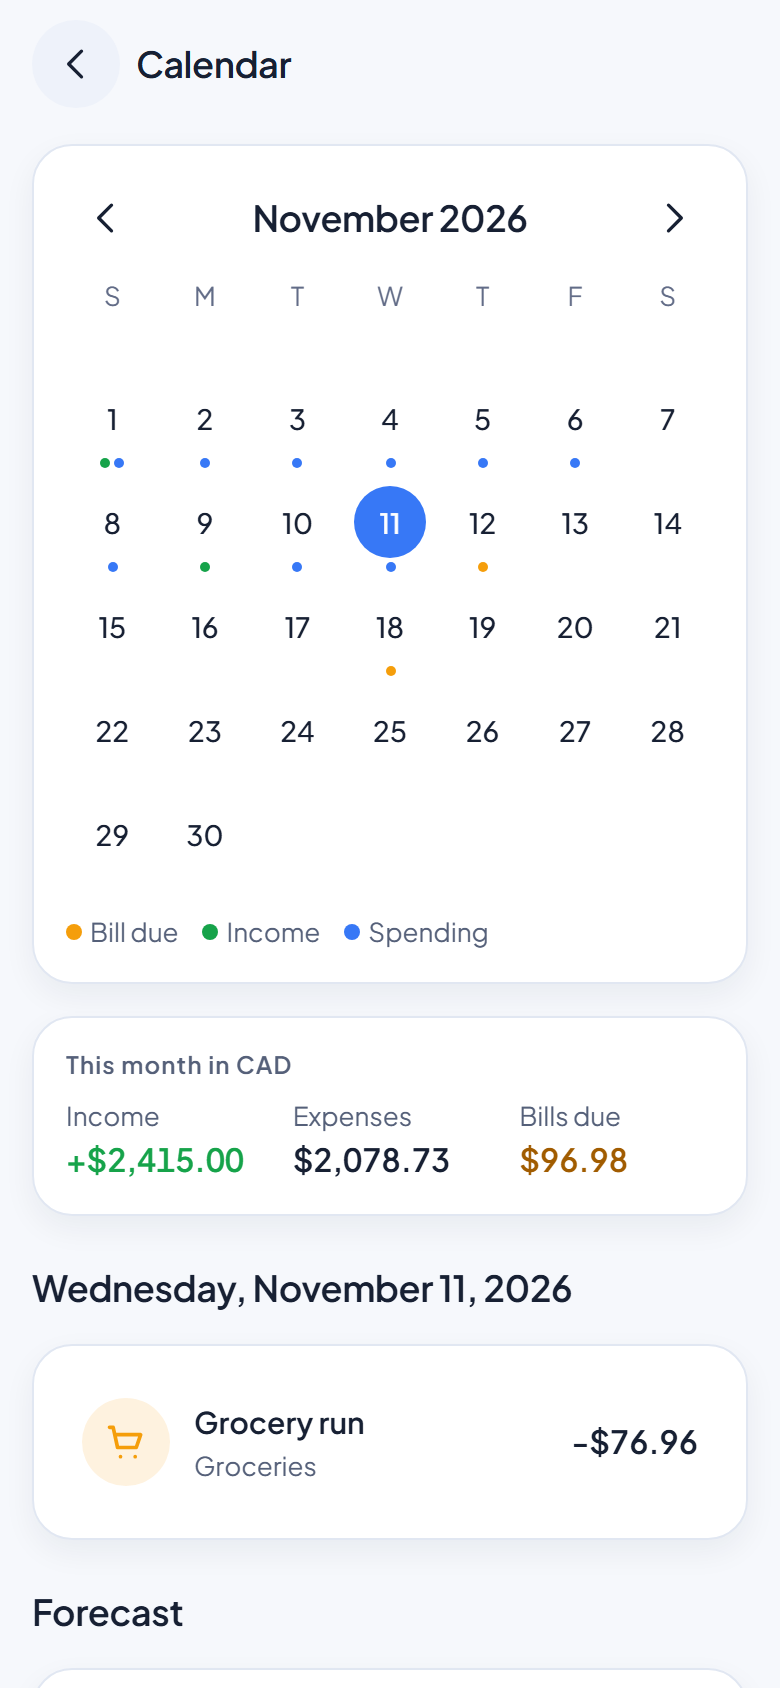 Calendar
November 2026
S M T W T F S
1 2 3 4 5 6 7
8 9 10 11 12 13 14
15 16 17 18 19 20 21
22 23 24 25 26 27 28
29 30
Bill due Income Spending
This month in CAD
Income Expenses Bills due
+$2,415.00 $2,078.73 $96.98
Wednesday, November 11, 2026
Grocery run
Groceries
-$76.96
Forecast